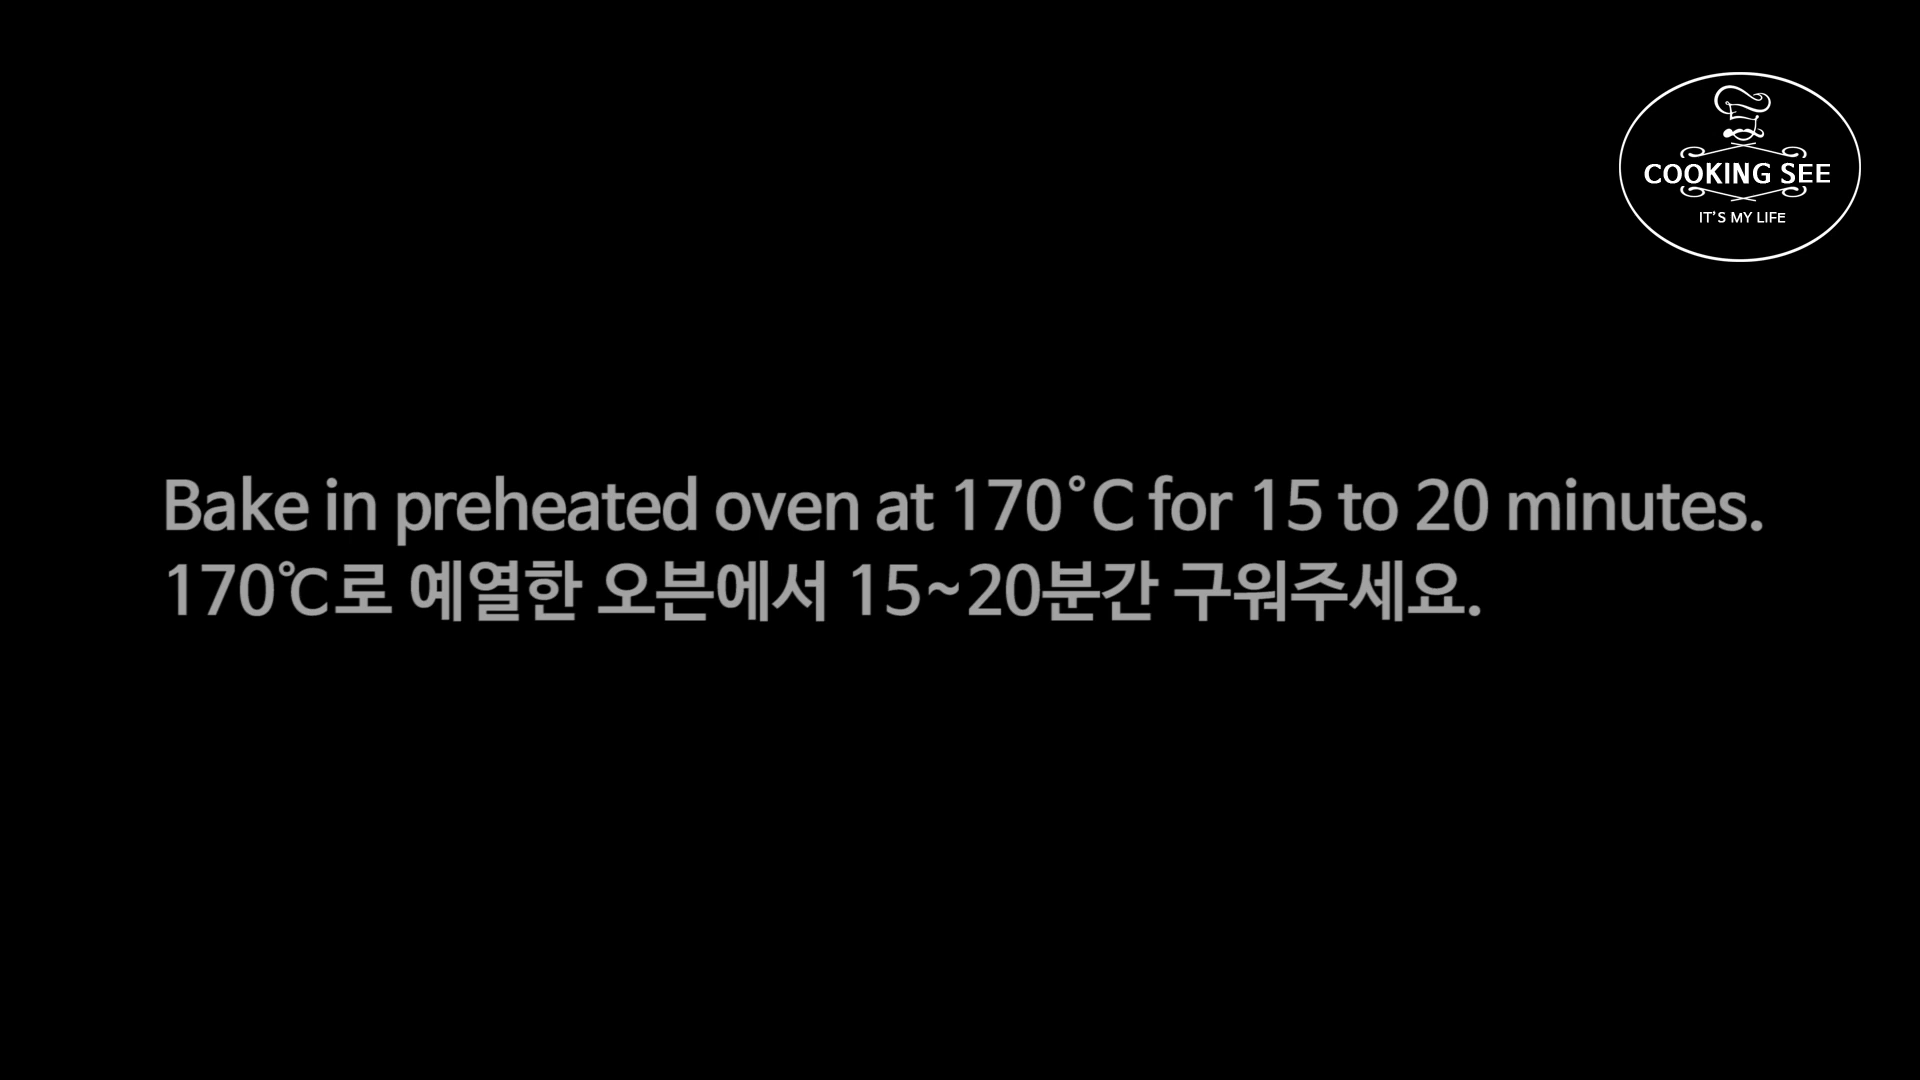 COOKING SEE
IT'S MY LIFE
Bake in preheated oven at 170˚C for 15 to 20 minutes.
170℃로 예열한 오븐에서 15~20분간 구워주세요.